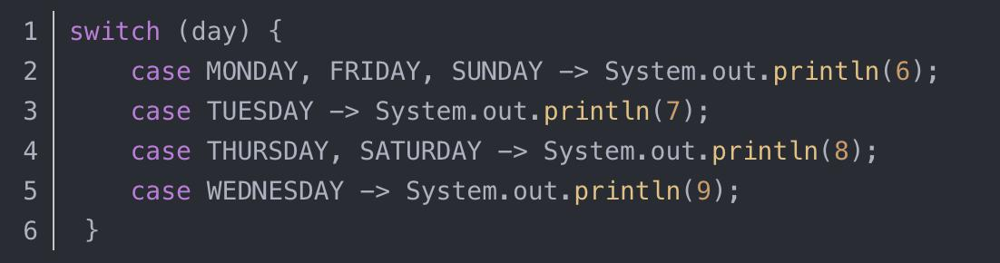 1 switch (day) {
2 case MONDAY, FRIDAY, SUNDAY -> System.out.println(6);
3 case TUESDAY -> System.out.println(7);
4 case THURSDAY, SATURDAY -> System.out.println(8);
5 case WEDNESDAY -> System.out.println(9);
6 }